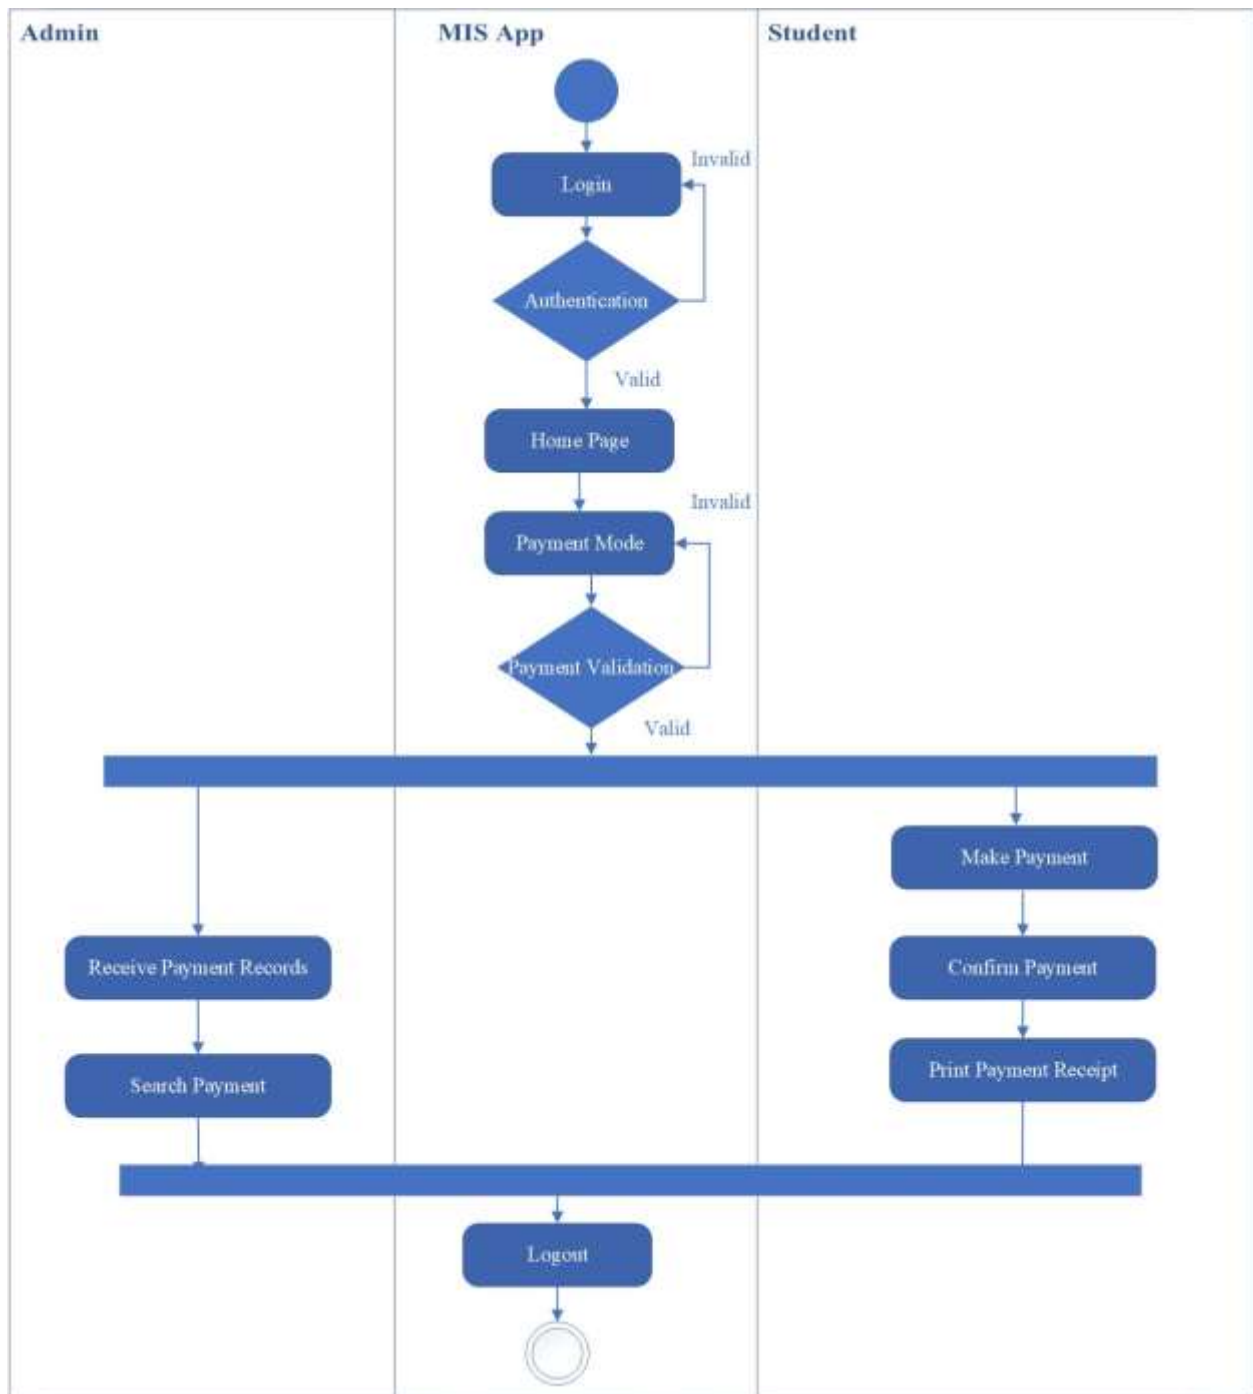 Admin
MIS App
Student
Invalid
Login
Authentication
Valid
Home Page
Invalid
Payment Mode
Payment Validation
Valid
Make Payment
Receive Payment Records
Confirm Payment
Search Payment
Print Payment Receipt
Logout